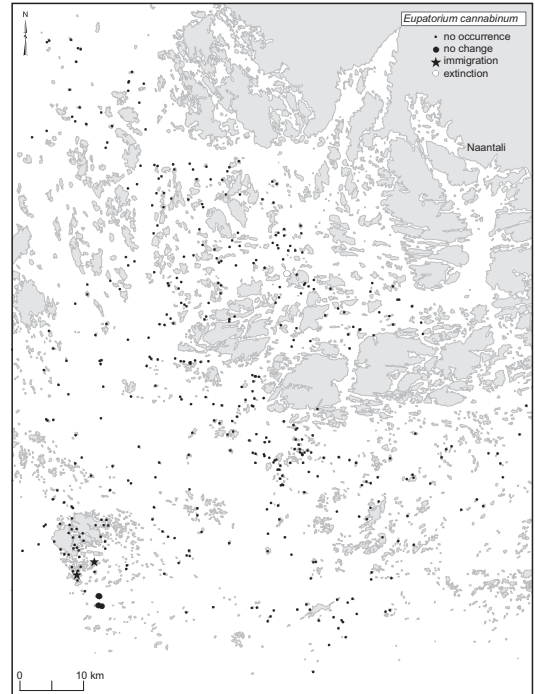 N
Eupatorium cannabinum
no occurrence
no change
immigration
extinction
Naantali
0 10 km